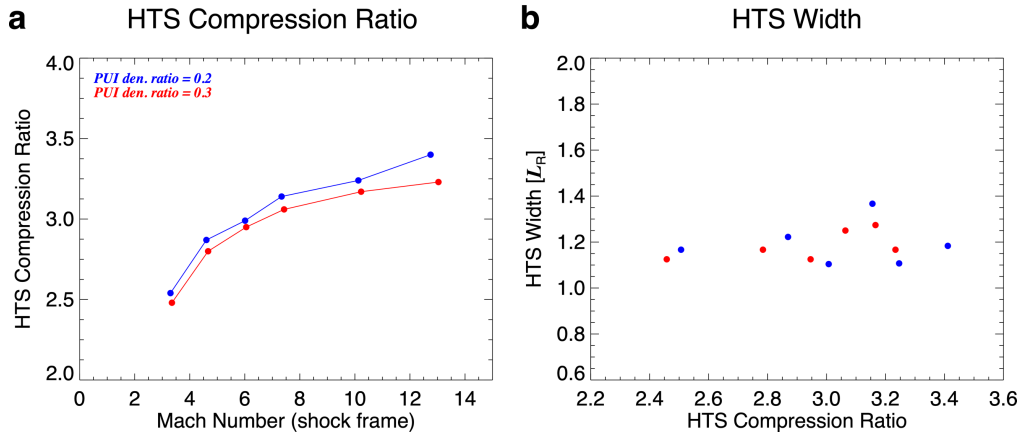 a
HTS Compression Ratio
HTS Compression Ratio
4.0
3.5
3.0
2.5
2.0
PUI den. ratio = 0.2
PUI den. ratio = 0.3
0 2 4 6 8 10 12 14
Mach Number (shock frame)
b
HTS Width
HTS Width [L_R]
2.0
1.8
1.6
1.4
1.2
1.0
0.8
0.6
2.2 2.4 2.6 2.8 3.0 3.2 3.4 3.6
HTS Compression Ratio